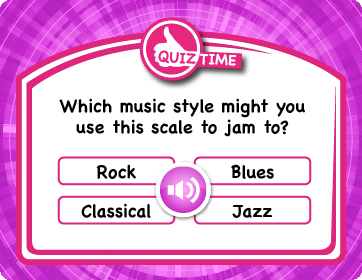 QUIZ TIME
Which music style might you
use this scale to jam to?
Rock
Blues
Classical
Jazz